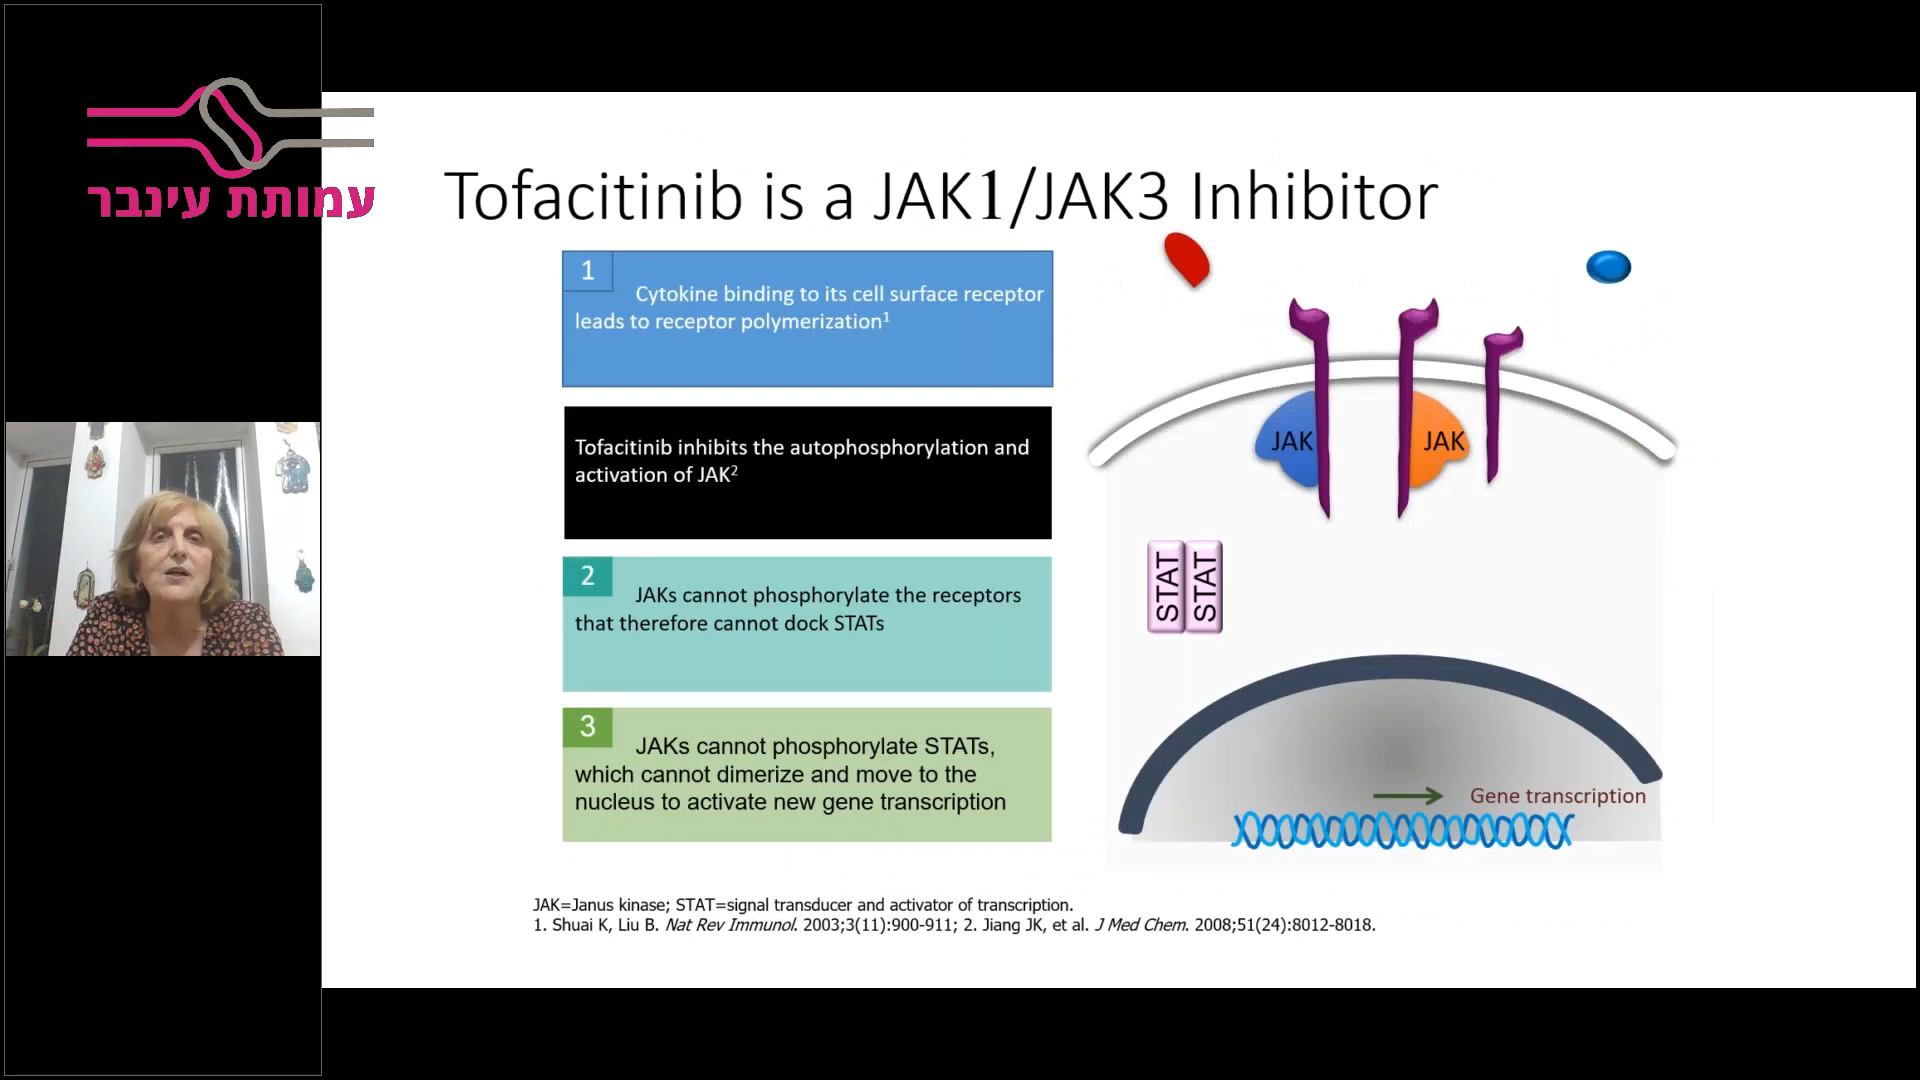 עמותת עינבר
Tofacitinib is a JAK1/JAK3 Inhibitor
1
Cytokine binding to its cell surface receptor
leads to receptor polymerization¹
Tofacitinib inhibits the autophosphorylation and
activation of JAK²
2
JAKs cannot phosphorylate the receptors
that therefore cannot dock STATs
3
JAKs cannot phosphorylate STATs,
which cannot dimerize and move to the
nucleus to activate new gene transcription
JAK
JAK
STAT
STAT
Gene transcription
JAK=Janus kinase; STAT=signal transducer and activator of transcription.
1. Shuai K, Liu B. Nat Rev Immunol. 2003;3(11):900-911; 2. Jiang JK, et al. J Med Chem. 2008;51(24):8012-8018.